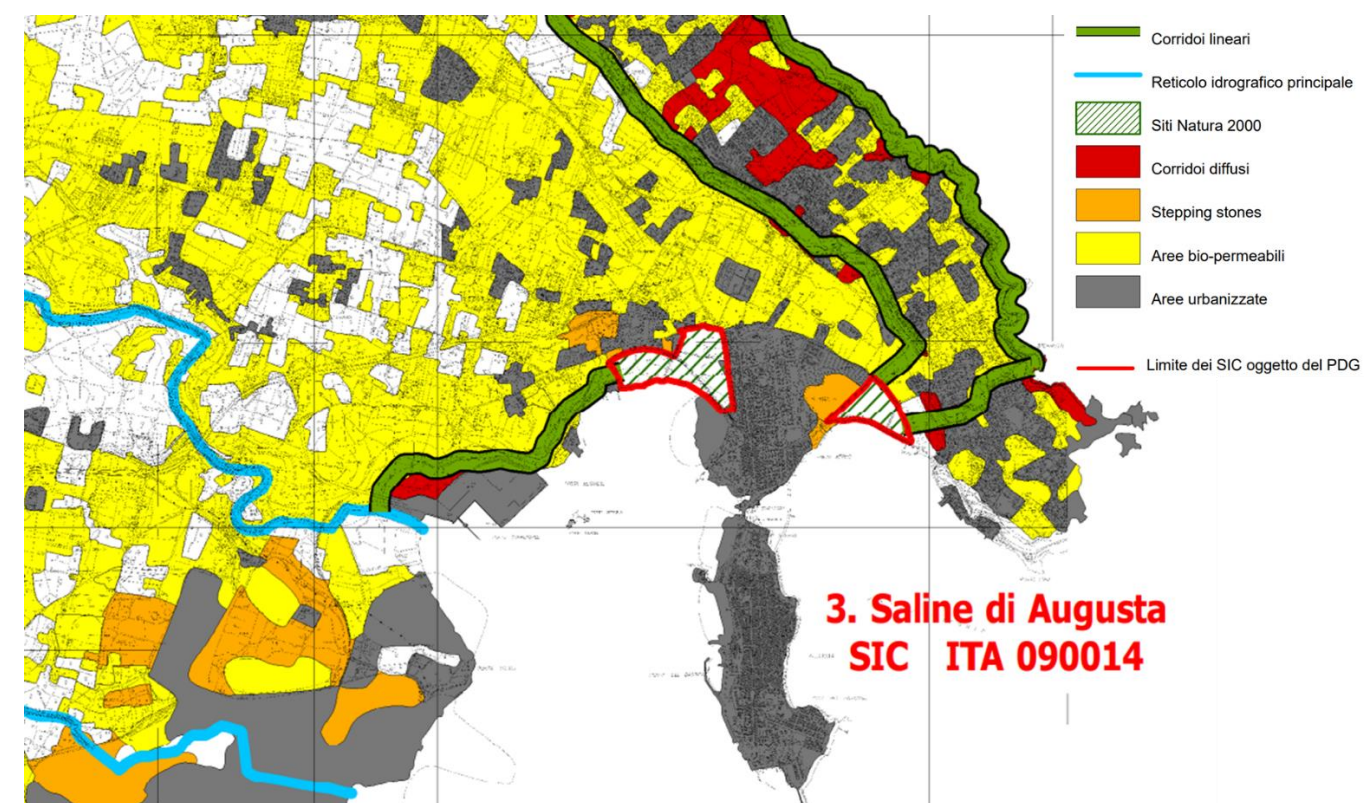 Corridoi lineari
Reticolo idrografico principale
Siti Natura 2000
Corridoi diffusi
Stepping stones
Aree bio-permeabili
Aree urbanizzate
Limite dei SIC oggetto del PDG
3. Saline di Augusta
SIC ITA 090014